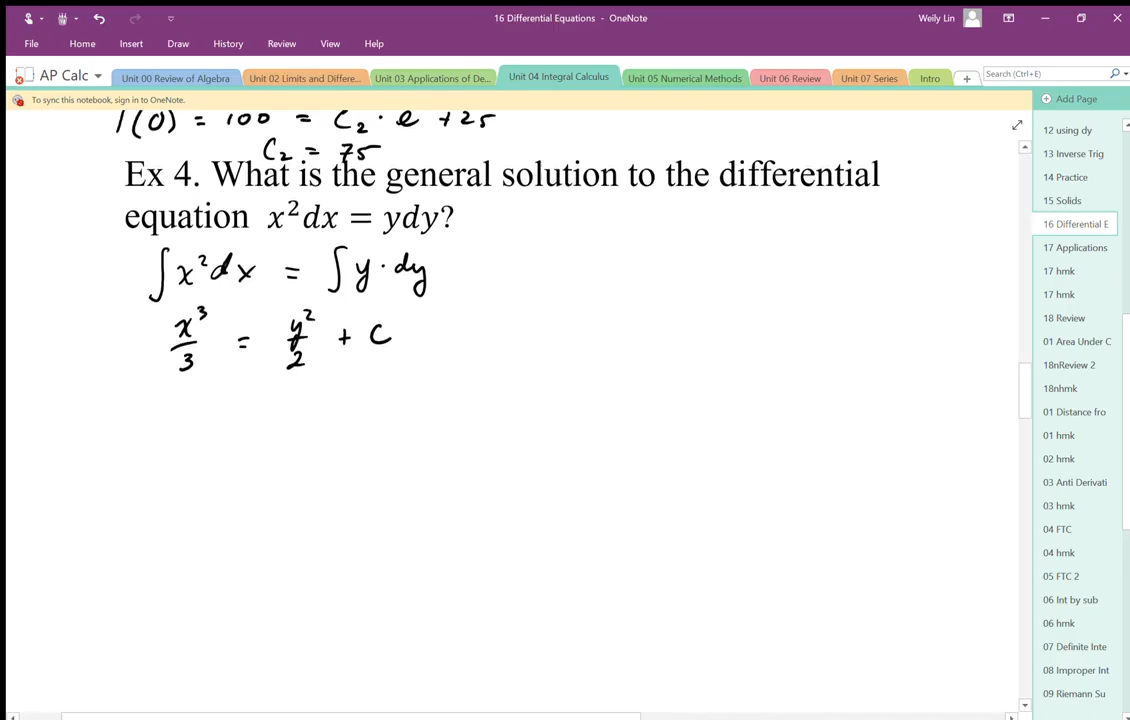 16 Differential Equations - OneNote
Weily Lin
File Home Insert Draw History Review View Help
AP Calc
Unit 00 Review of Algebra
Unit 02 Limits and Differe...
Unit 03 Applications of De...
Unit 04 Integral Calculus
Unit 05 Numerical Methods
Unit 06 Review
Unit 07 Series
Intro
+
Search (Ctrl+E)
To sync this notebook, sign in to OneNote.
(0) = 100 = C₂ · e + 25
C₂ = 75
Ex 4. What is the general solution to the differential
equation x²dx = ydy?
∫ x² dx = ∫ y · dy
x³/3 = y²/2 + C
Add Page
12 using dy
13 Inverse Trig
14 Practice
15 Solids
16 Differential E
17 Applications
17 hmk
17 hmk
18 Review
01 Area Under C
18nReview 2
18nhmk
01 Distance fro
01 hmk
02 hmk
03 Anti Derivati
03 hmk
04 FTC
04 hmk
05 FTC 2
06 Int by sub
06 hmk
07 Definite Inte
08 Improper Int
09 Riemann Su